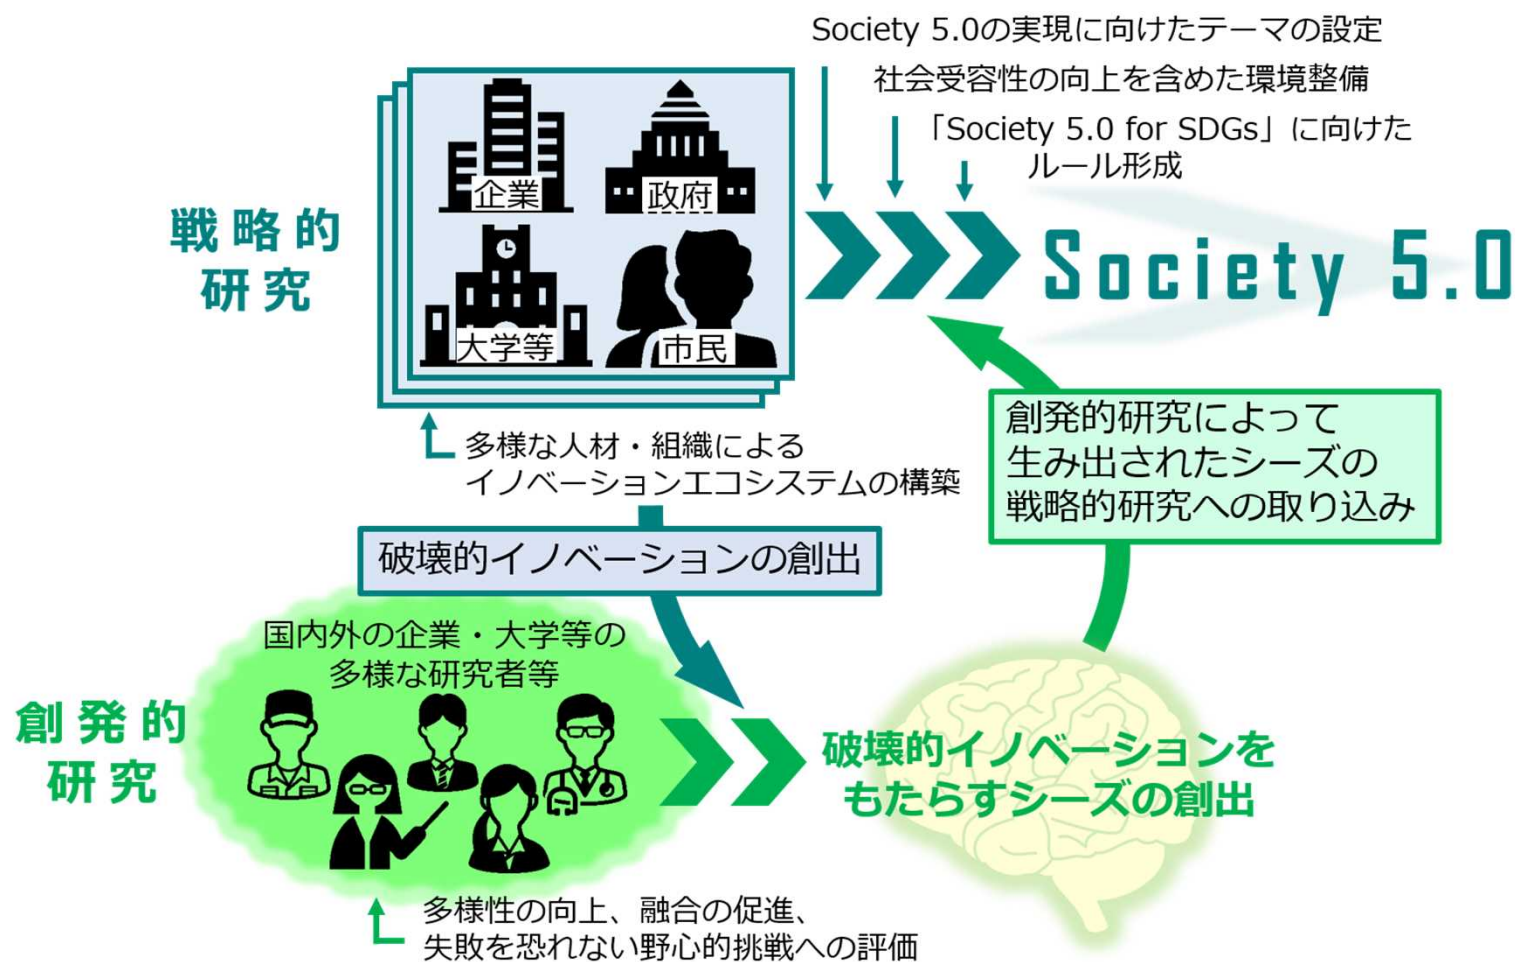 Society 5.0の実現に向けたテーマの設定
社会受容性の向上を含めた環境整備
「Society 5.0 for SDGs」に向けた
ルール形成
戦略的
研究
企業
政府
大学等
市民
Society 5.0
多様な人材・組織による
イノベーションエコシステムの構築
創発的研究によって
生み出されたシーズの
戦略的研究への取り込み
破壊的イノベーションの創出
国内外の企業・大学等の
多様な研究者等
創発的
研究
破壊的イノベーションを
もたらすシーズの創出
多様性の向上、融合の促進、
失敗を恐れない野心的挑戦への評価